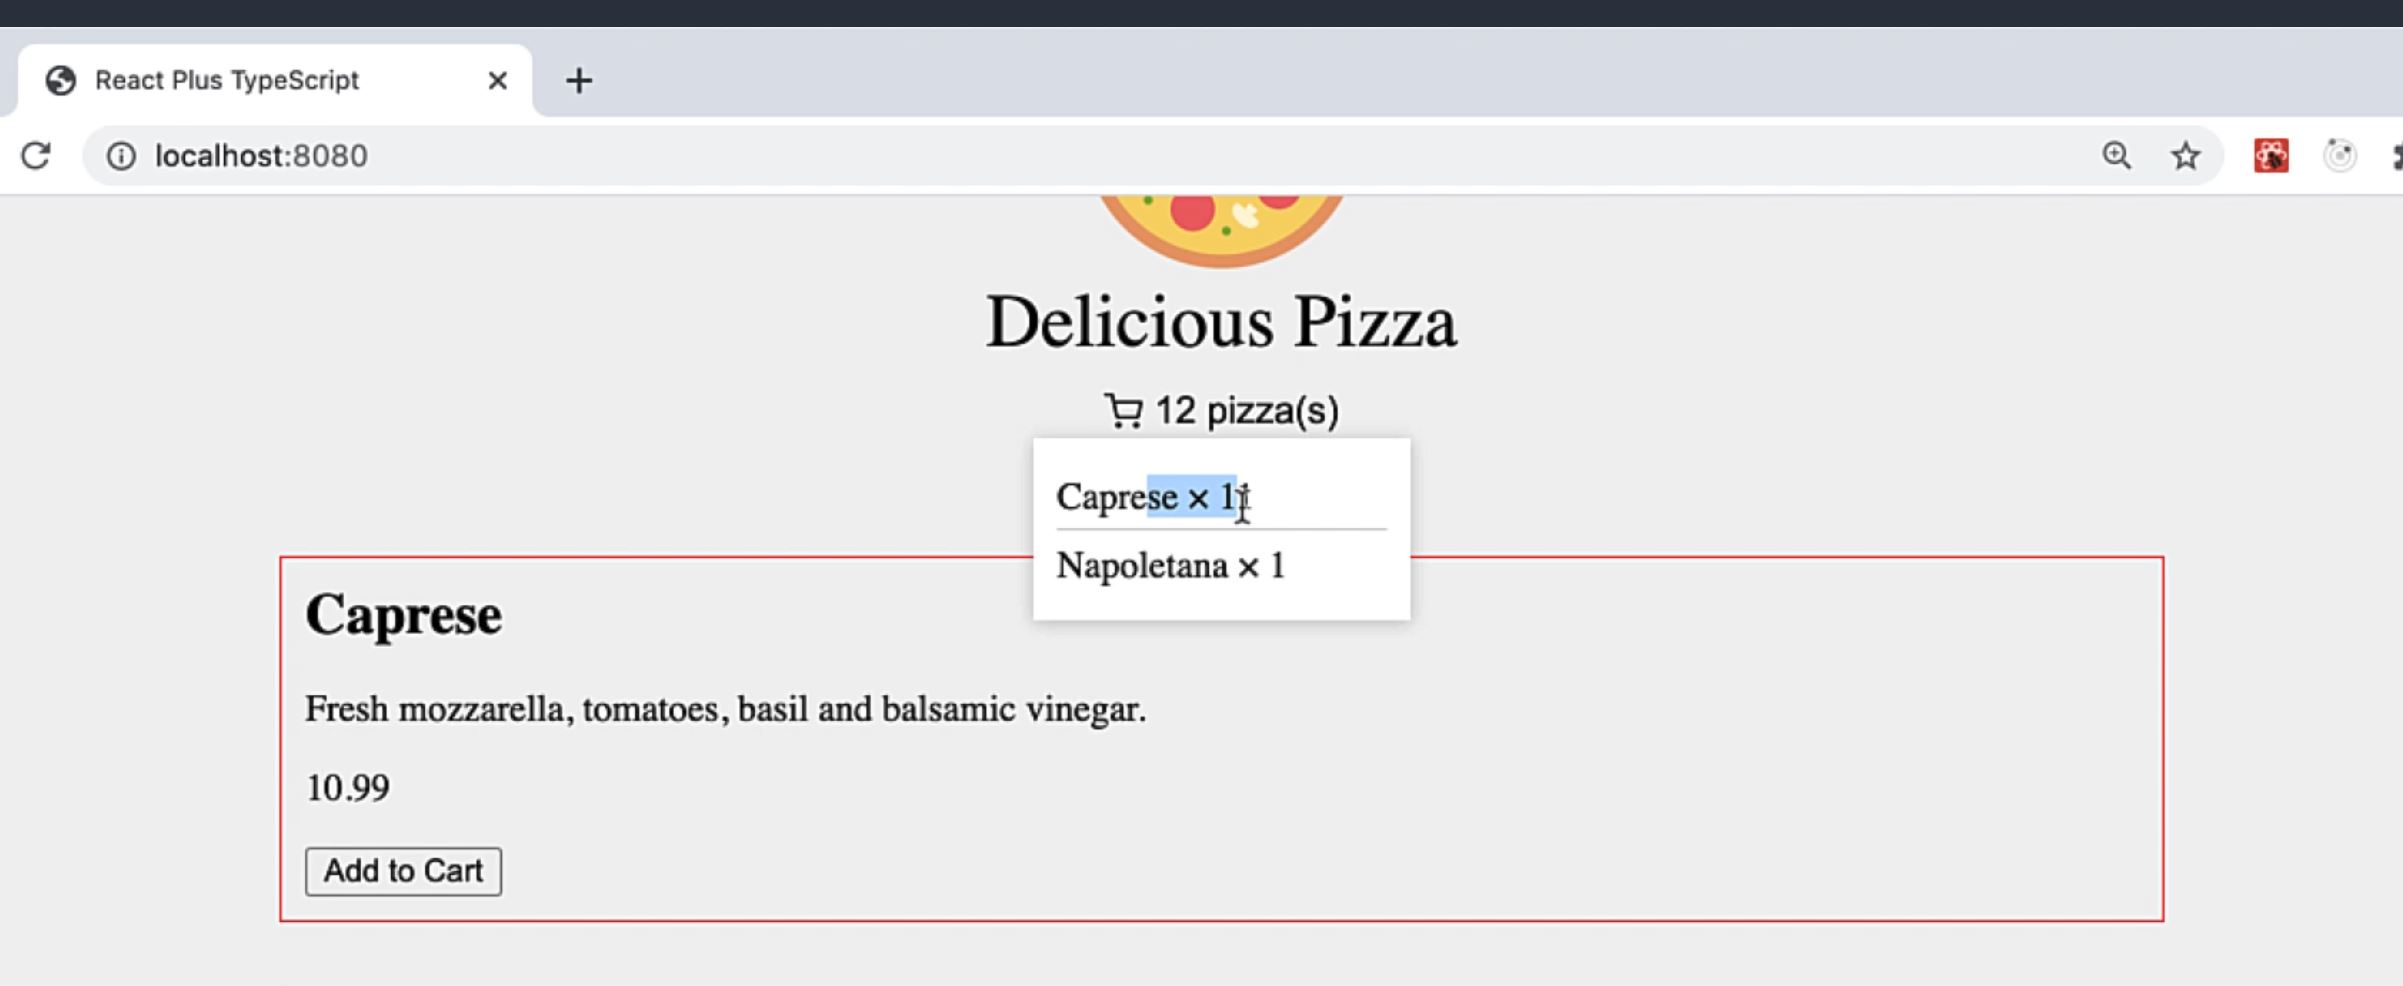 React Plus TypeScript
localhost:8080
Delicious Pizza
12 pizza(s)
Caprese × 11
Napoletana × 1
Caprese
Fresh mozzarella, tomatoes, basil and balsamic vinegar.
10.99
Add to Cart